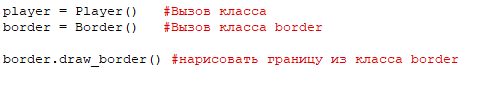 player = Player()   #Вызов класса
border = Border()   #Вызов класса border
border.draw_border() #нарисовать границу из класса border